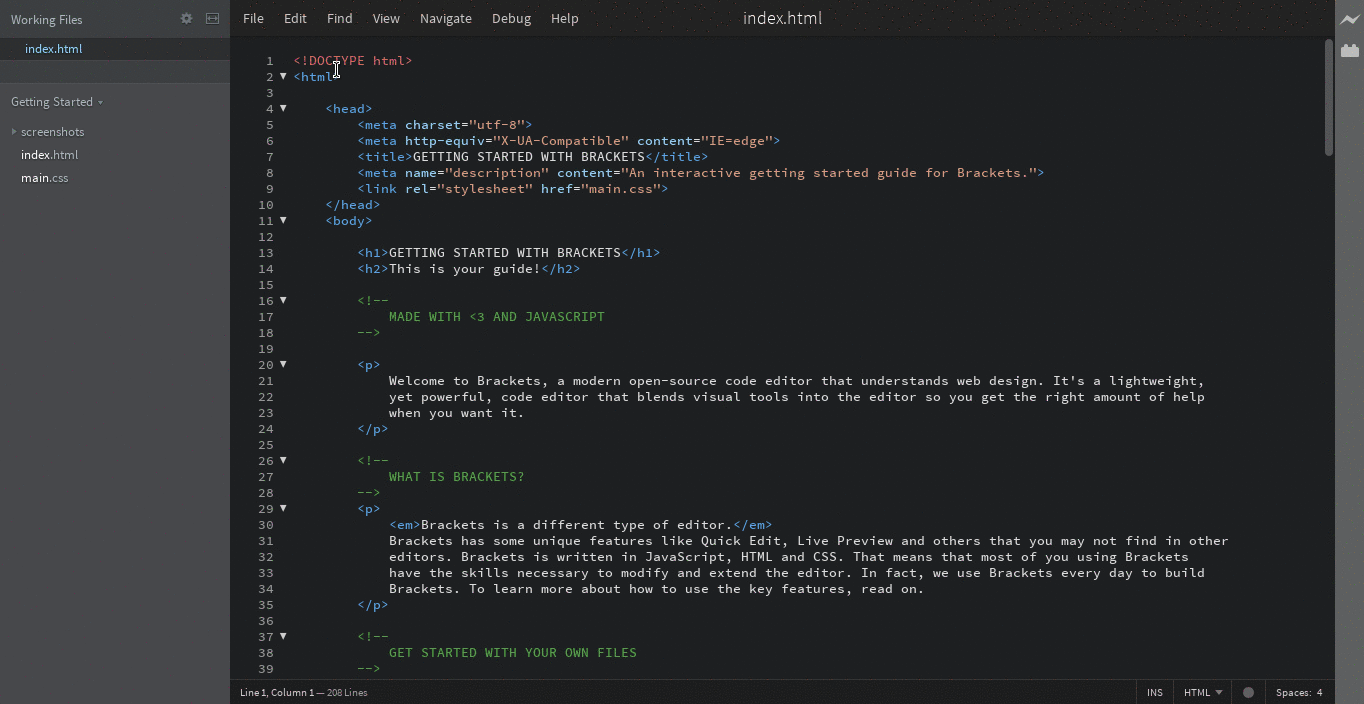 Working Files
index.html
Getting Started
screenshots
index.html
main.css
File Edit Find View Navigate Debug Help
index.html
1 <!DOCTYPE html>
2 <html
3
4 <head>
5 <meta charset="utf-8">
6 <meta http-equiv="X-UA-Compatible" content="IE=edge">
7 <title>GETTING STARTED WITH BRACKETS</title>
8 <meta name="description" content="An interactive getting started guide for Brackets.">
9 <link rel="stylesheet" href="main.css">
10 </head>
11 <body>
12
13 <h1>GETTING STARTED WITH BRACKETS</h1>
14 <h2>This is your guide!</h2>
15
16 <!--
17 MADE WITH <3 AND JAVASCRIPT
18 -->
19
20 <p>
21 Welcome to Brackets, a modern open-source code editor that understands web design. It's a lightweight,
22 yet powerful, code editor that blends visual tools into the editor so you get the right amount of help
23 when you want it.
24 </p>
25
26 <!--
27 WHAT IS BRACKETS?
28 -->
29 <p>
30 <em>Brackets is a different type of editor.</em>
31 Brackets has some unique features like Quick Edit, Live Preview and others that you may not find in other
32 editors. Brackets is written in JavaScript, HTML and CSS. That means that most of you using Brackets
33 have the skills necessary to modify and extend the editor. In fact, we use Brackets every day to build
34 Brackets. To learn more about how to use the key features, read on.
35 </p>
36
37 <!--
38 GET STARTED WITH YOUR OWN FILES
39 -->
Line 1, Column 1 — 208 Lines
INS HTML Spaces: 4